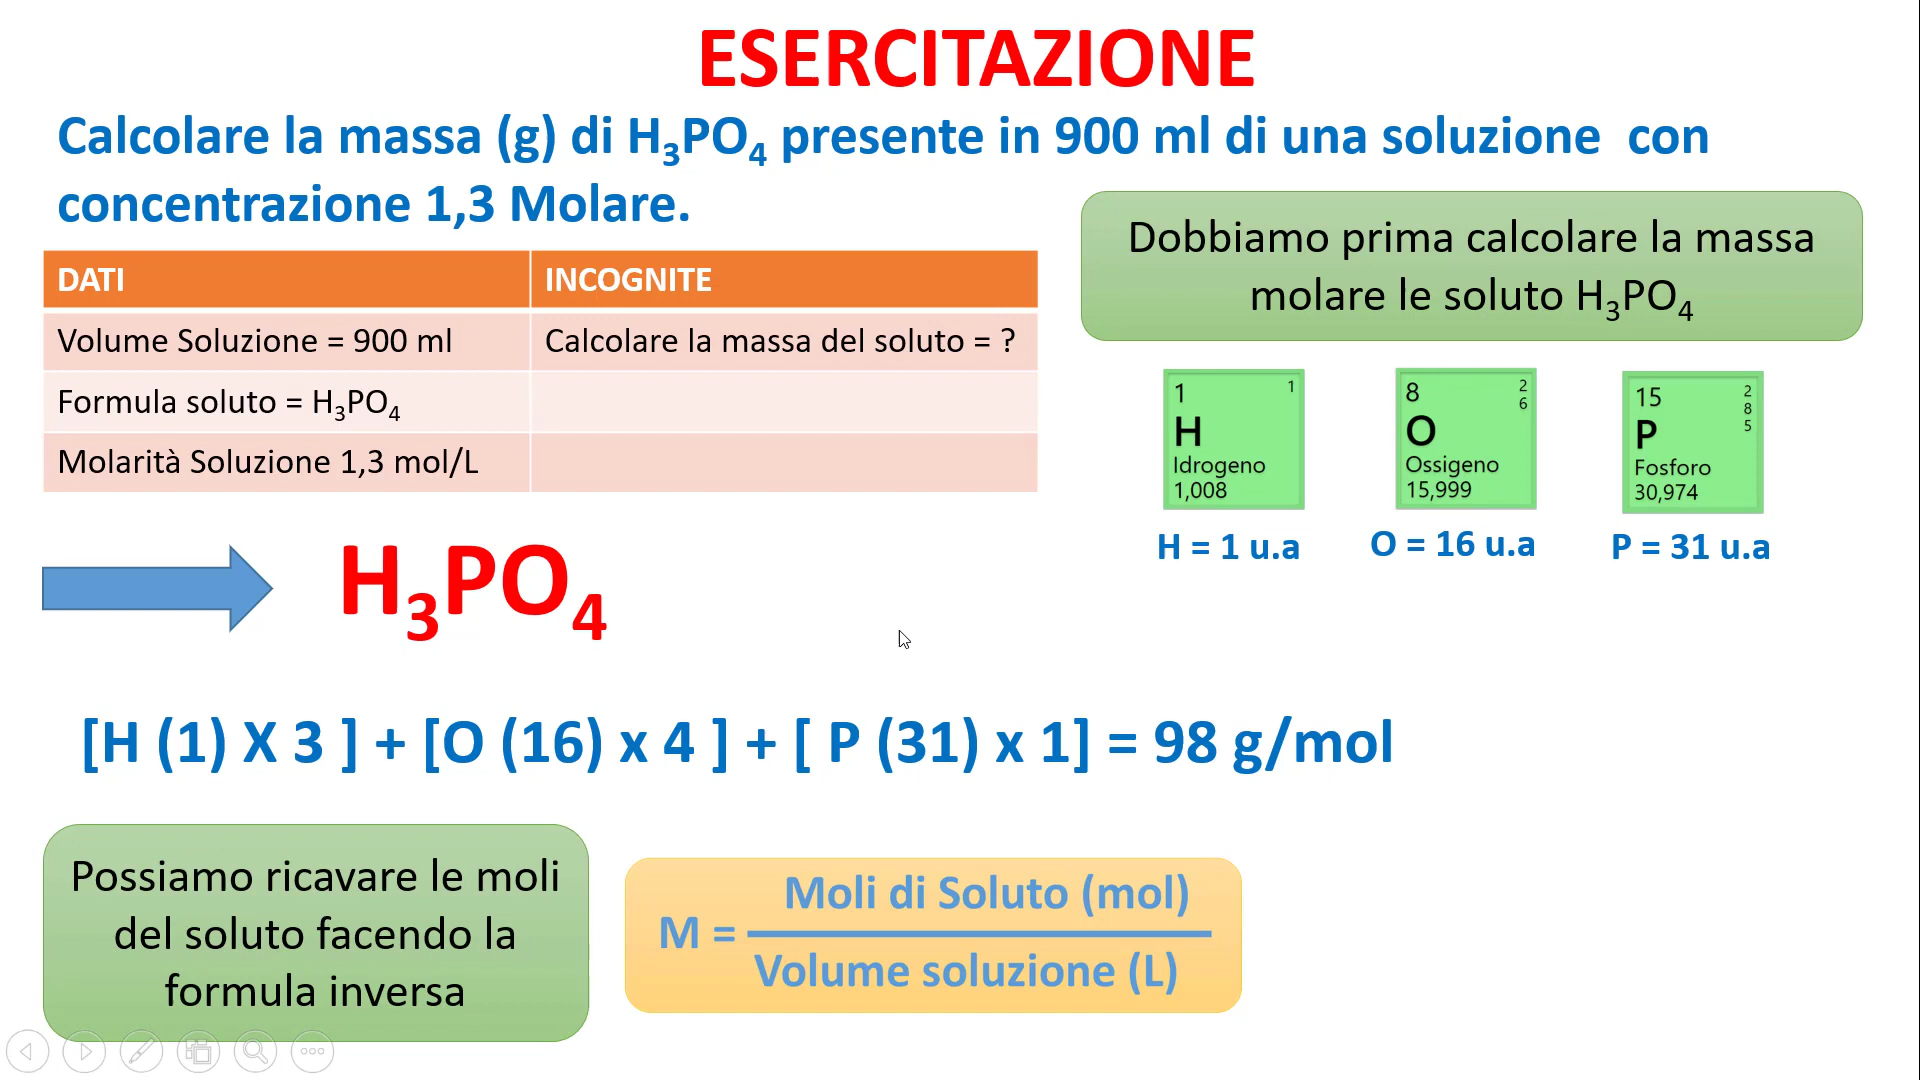 ESERCITAZIONE
Calcolare la massa (g) di H₃PO₄ presente in 900 ml di una soluzione con
concentrazione 1,3 Molare.
Dobbiamo prima calcolare la massa
molare le soluto H₃PO₄
DATI INCOGNITE
Volume Soluzione = 900 ml Calcolare la massa del soluto = ?
Formula soluto = H₃PO₄
Molarità Soluzione 1,3 mol/L
1 1
H
Idrogeno
1,008
8 2
6
O
Ossigeno
15,999
15 2
8
5
P
Fosforo
30,974
H = 1 u.a O = 16 u.a P = 31 u.a
H₃PO₄
[H (1) X 3 ] + [O (16) x 4 ] + [ P (31) x 1] = 98 g/mol
Possiamo ricavare le moli
del soluto facendo la
formula inversa
Moli di Soluto (mol)
M =
Volume soluzione (L)